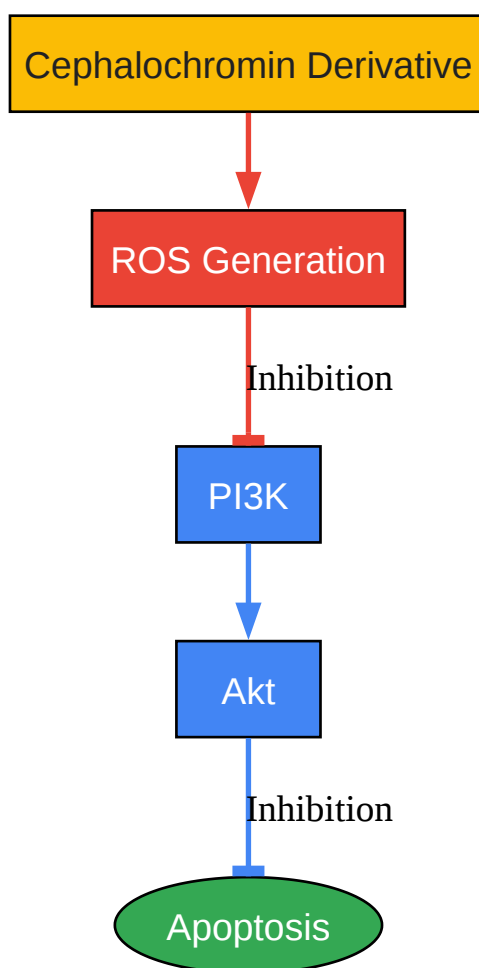 Cephalochromin Derivative
ROS Generation
Inhibition
PI3K
Akt
Inhibition
Apoptosis